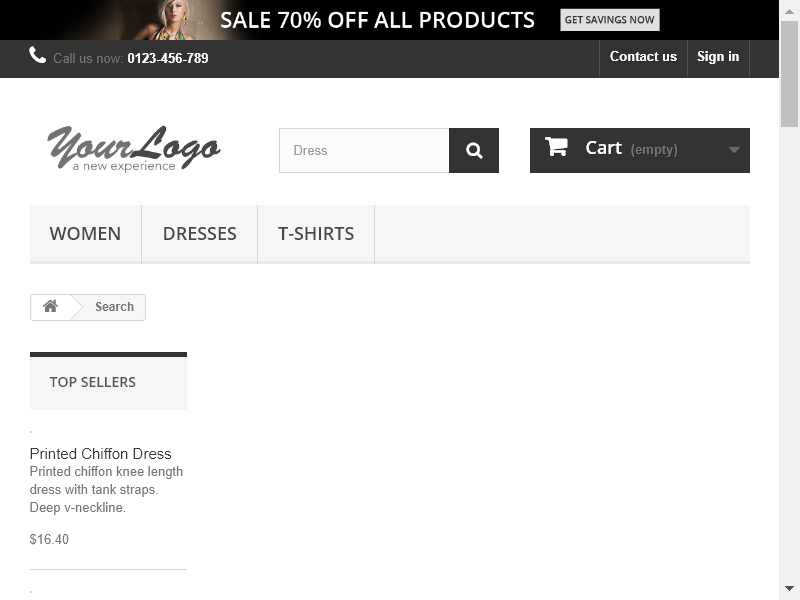 SALE 70% OFF ALL PRODUCTS GET SAVINGS NOW
Call us now: 0123-456-789 Contact us Sign in
YourLogo
a new experience
Dress
Cart (empty)
WOMEN DRESSES T-SHIRTS
Search
TOP SELLERS
Printed Chiffon Dress
Printed chiffon knee length
dress with tank straps.
Deep v-neckline.
$16.40